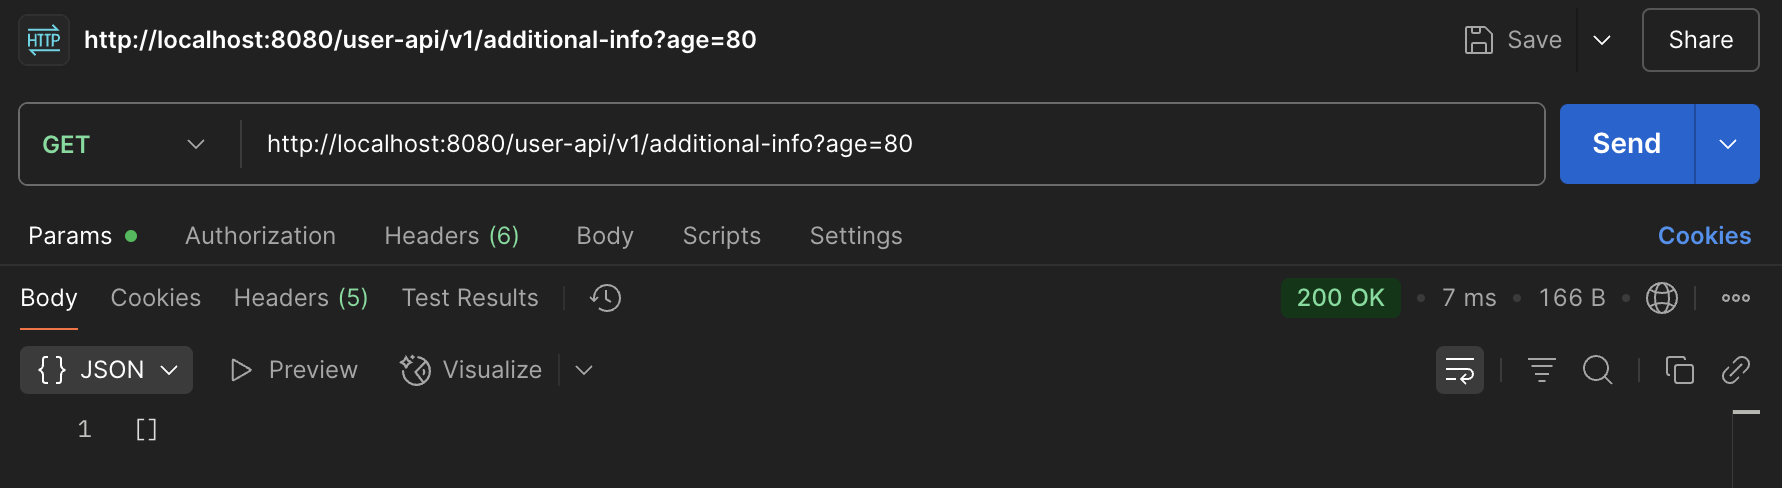 HTTP http://localhost:8080/user-api/v1/additional-info?age=80 Save Share
GET http://localhost:8080/user-api/v1/additional-info?age=80 Send
Params Authorization Headers (6) Body Scripts Settings Cookies
Body Cookies Headers (5) Test Results 200 OK 7 ms 166 B
{} JSON Preview Visualize
1 []